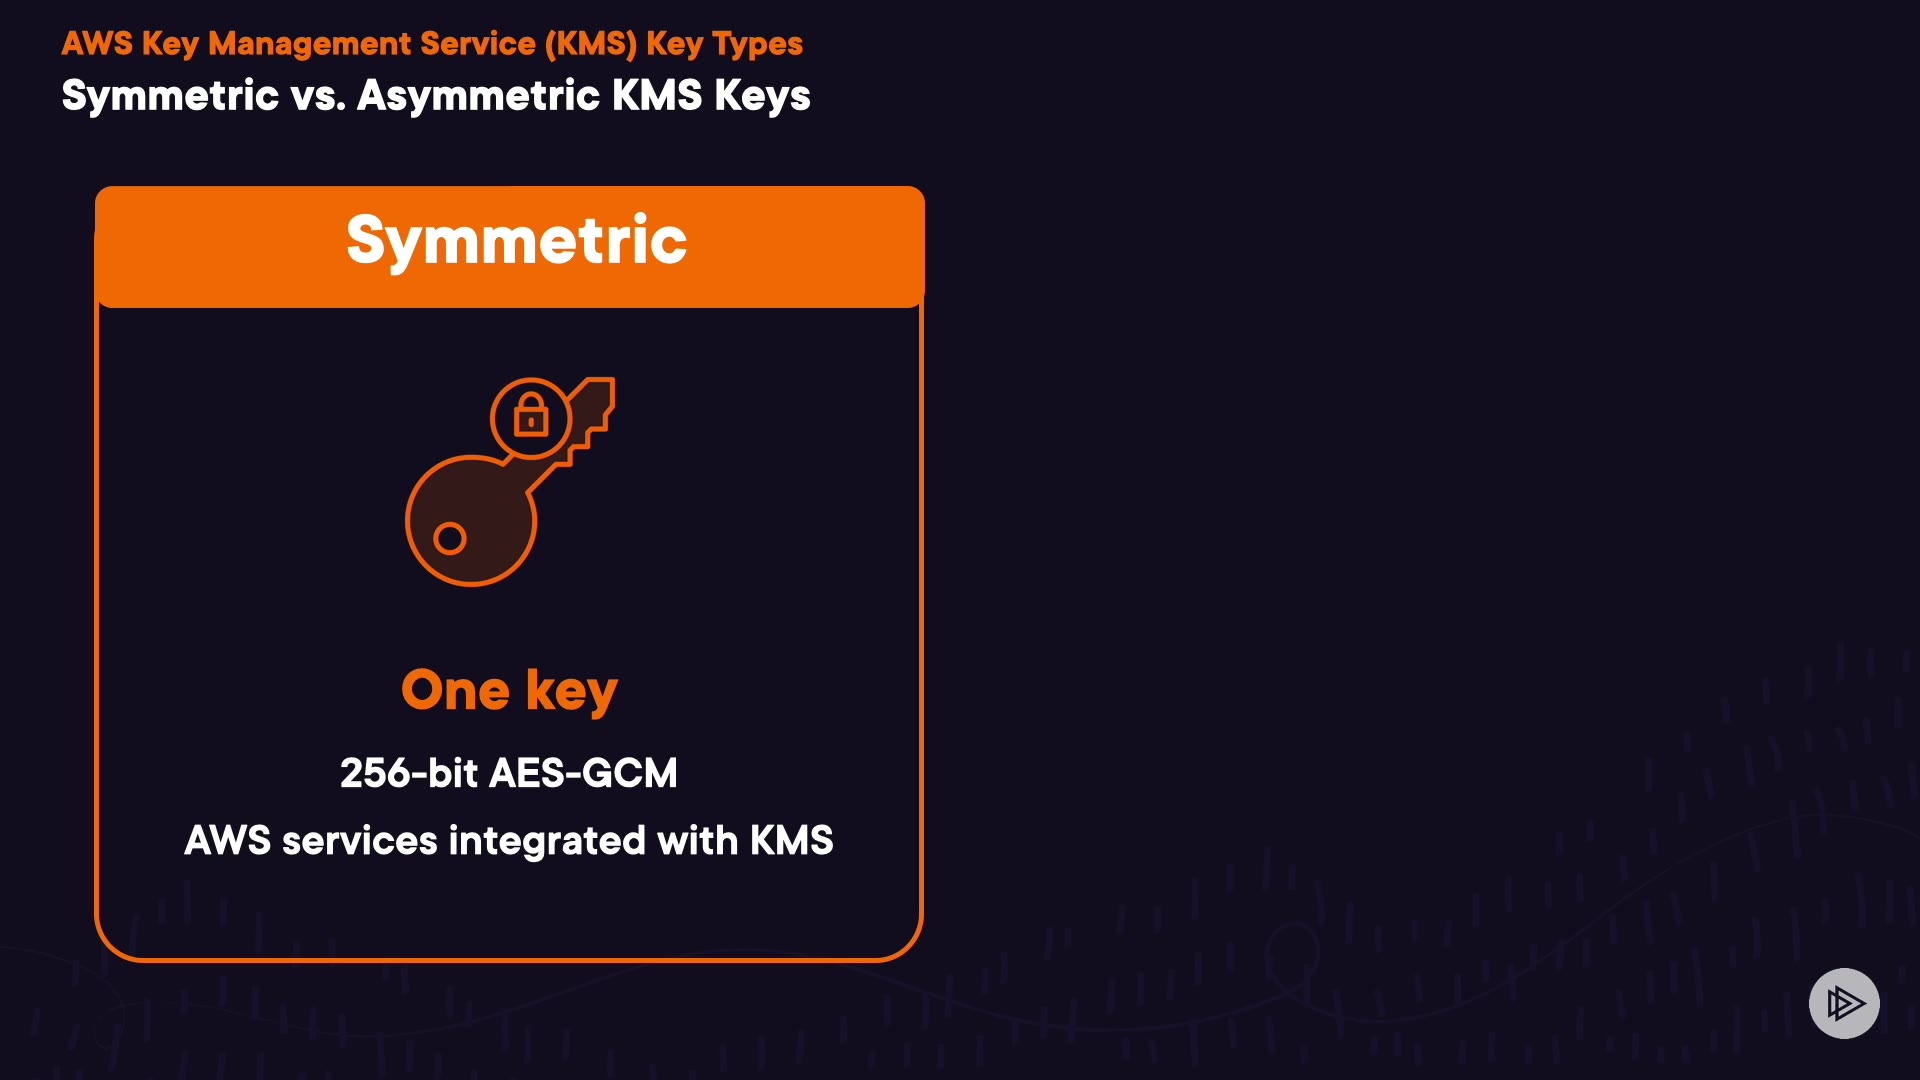 AWS Key Management Service (KMS) Key Types
Symmetric vs. Asymmetric KMS Keys
Symmetric
One key
256-bit AES-GCM
AWS services integrated with KMS